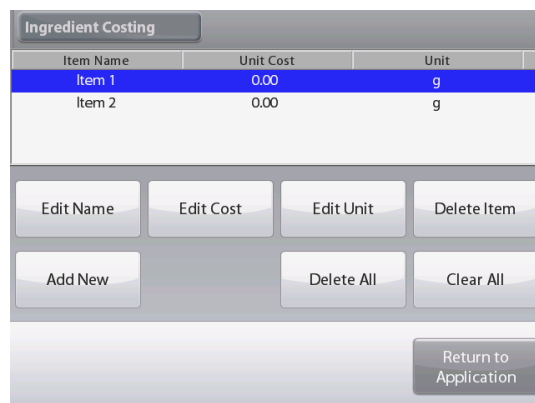 Ingredient Costing
Item Name Unit Cost Unit
Item 1 0.00 g
Item 2 0.00 g
Edit Name Edit Cost Edit Unit Delete Item
Add New Delete All Clear All
Return to
Application